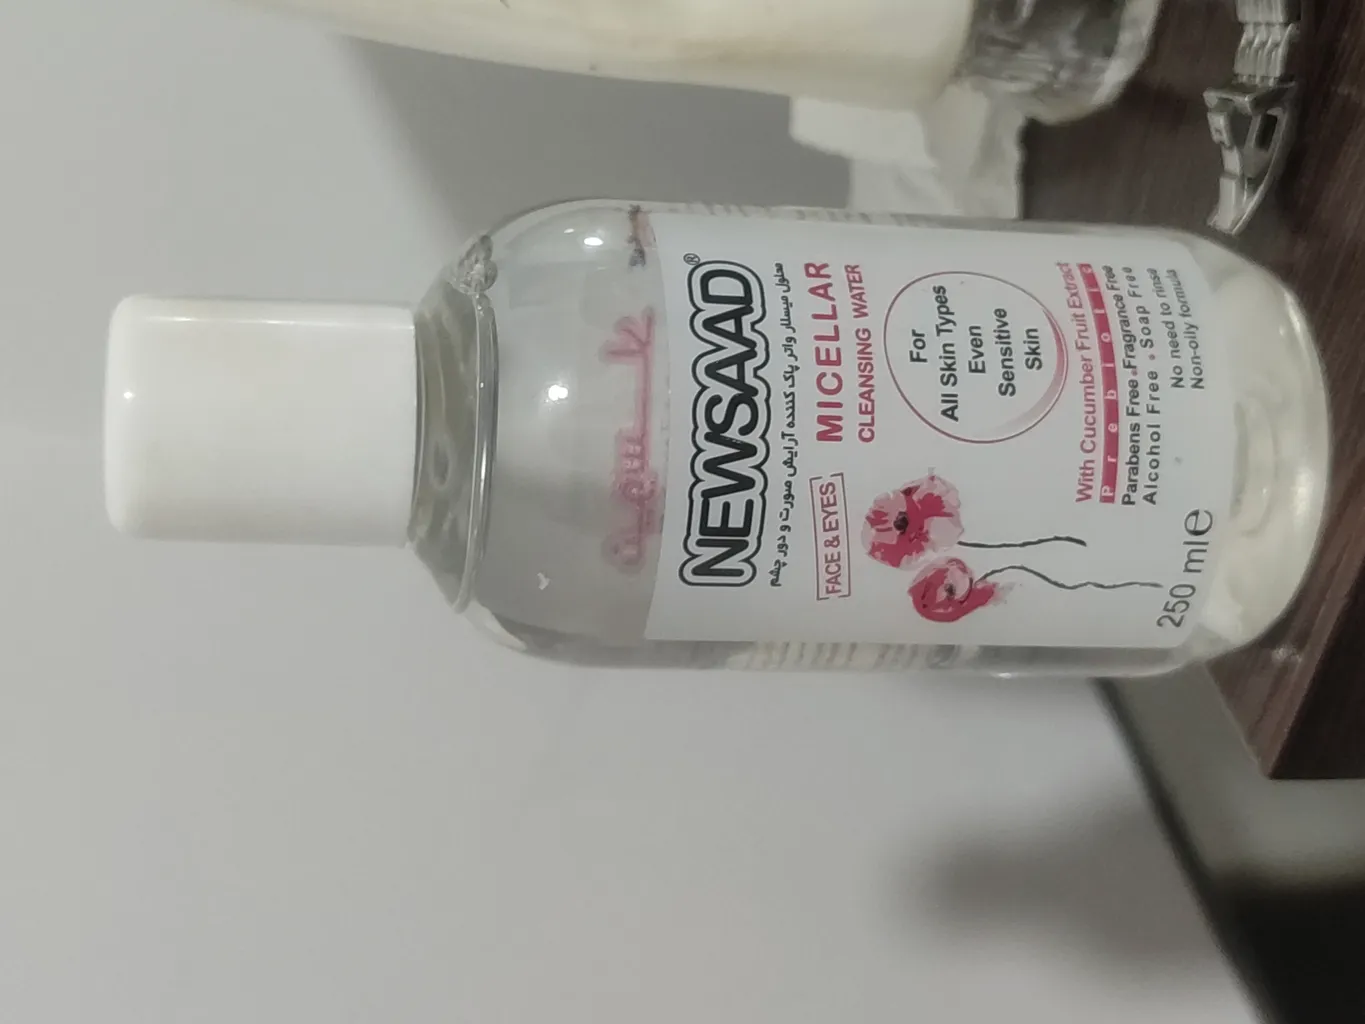 NEWSAAD®
محلول میسلار واتر پاک کننده آرایش صورت و دور چشم
FACE & EYES
MICELLAR
CLEANSING WATER
For
All Skin Types
Even
Sensitive
Skin
With Cucumber Fruit Extract
Prebiotic
Parabens Free • Fragrance Free
Alcohol Free • Soap Free
No need to rinse
Non-oily formula
250 ml e